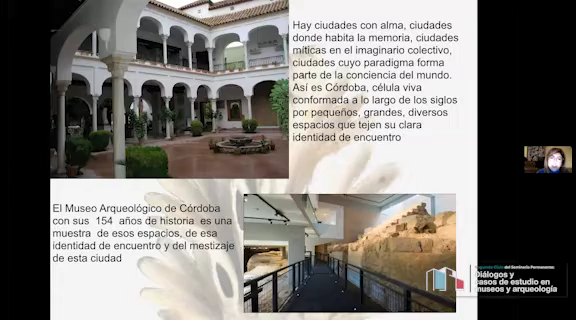 Hay ciudades con alma, ciudades
donde habita la memoria, ciudades
míticas en el imaginario colectivo,
ciudades cuyo paradigma forma
parte de la conciencia del mundo.
Así es Córdoba, célula viva
conformada a lo largo de los siglos
por pequeños, grandes, diversos
espacios que tejen su clara
identidad de encuentro
El Museo Arqueológico de Córdoba
con sus 154 años de historia es una
muestra de esos espacios, de esa
identidad de encuentro y del mestizaje
de esta ciudad
del Seminario Permanente:
Diálogos y
casos de estudio en
museos y arqueología